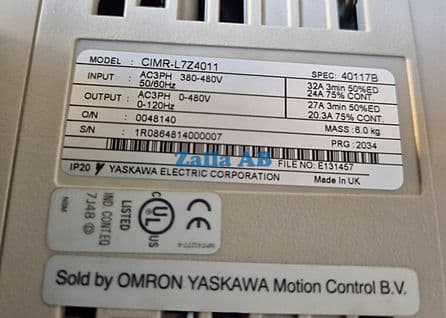 MODEL : CIMR-L7Z4011 SPEC: 40117B
INPUT : AC3PH 380-480V 32A 3min 50%ED
50/60Hz 24A 75% CONT.
OUTPUT : AC3PH 0-480V 27A 3min 50%ED
0-120Hz 20.3A 75% CONT.
O/N : 0048140 MASS: 6.0 kg
S/N : 1R0864814000007 PRG : 2034
Zalla AB
FILE NO : E131457
IP20 YASKAWA ELECTRIC CORPORATION Made in UK
LISTED
IND. CONT.EQ
7J48
C UL US
CE
Sold by OMRON YASKAWA Motion Control B.V.